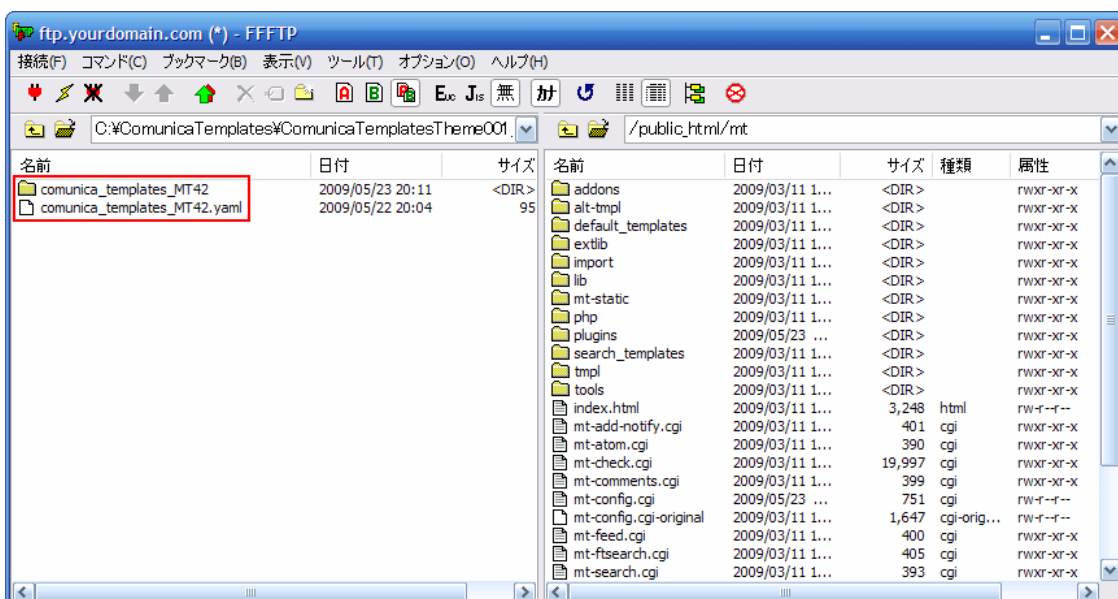 ftp.yourdomain.com (*) - FFFTP
接続(F) コマンド(C) ブックマーク(B) 表示(V) ツール(T) オプション(O) ヘルプ(H)
A B Euc Jis 無 ｶﾅ
C:¥ComunicaTemplates¥ComunicaTemplatesTheme001 /public_html/mt
名前 日付 サイズ 名前 日付 サイズ 種類 属性
comunica_templates_MT42 2009/05/23 20:11 <DIR> addons 2009/03/11 1... <DIR> rwxr-xr-x
comunica_templates_MT42.yaml 2009/05/22 20:04 95 alt-tmpl 2009/03/11 1... <DIR> rwxr-xr-x
default_templates 2009/03/11 1... <DIR> rwxr-xr-x
extlib 2009/03/11 1... <DIR> rwxr-xr-x
import 2009/03/11 1... <DIR> rwxr-xr-x
lib 2009/03/11 1... <DIR> rwxr-xr-x
mt-static 2009/03/11 1... <DIR> rwxr-xr-x
php 2009/03/11 1... <DIR> rwxr-xr-x
plugins 2009/05/23 ... <DIR> rwxr-xr-x
search_templates 2009/03/11 1... <DIR> rwxr-xr-x
tmpl 2009/03/11 1... <DIR> rwxr-xr-x
tools 2009/03/11 1... <DIR> rwxr-xr-x
index.html 2009/03/11 1... 3,248 html rw-r--r--
mt-add-notify.cgi 2009/03/11 1... 401 cgi rwxr-xr-x
mt-atom.cgi 2009/03/11 1... 390 cgi rwxr-xr-x
mt-check.cgi 2009/03/11 1... 19,997 cgi rwxr-xr-x
mt-comments.cgi 2009/03/11 1... 399 cgi rwxr-xr-x
mt-config.cgi 2009/05/23 ... 751 cgi rw-r--r--
mt-config.cgi-original 2009/03/11 1... 1,647 cgi-orig... rw-r--r--
mt-feed.cgi 2009/03/11 1... 400 cgi rwxr-xr-x
mt-ftsearch.cgi 2009/03/11 1... 405 cgi rwxr-xr-x
mt-search.cgi 2009/03/11 1... 393 cgi rwxr-xr-x